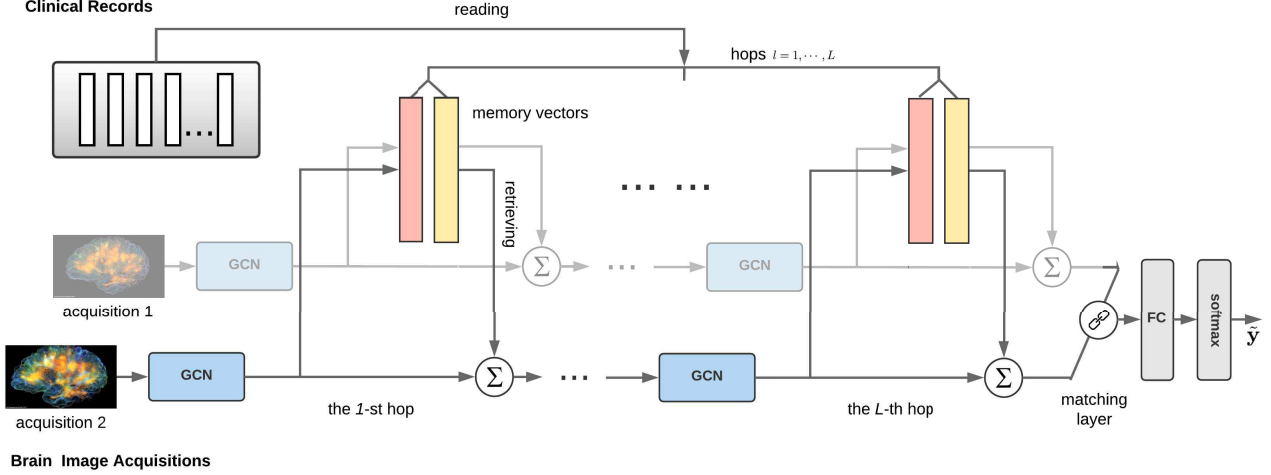 Clinical Records
reading
hops l = 1, ⋯ , L
memory vectors
retrieving
... ...
GCN
Σ
...
GCN
Σ
acquisition 1
FC
softmax
ỹ
GCN
Σ
...
GCN
Σ
acquisition 2
the 1-st hop
the L-th hop
matching
layer
Brain Image Acquisitions